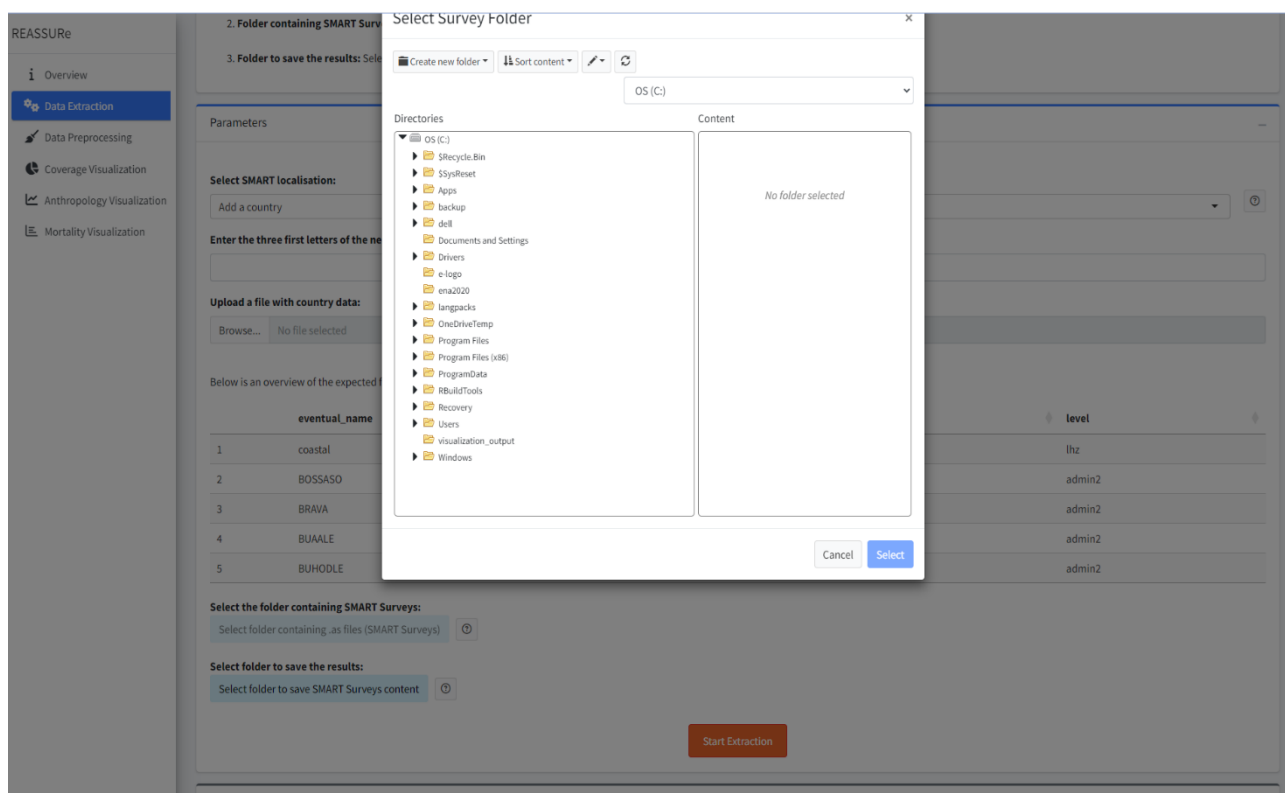 REASSURe
Overview
Data Extraction
Data Preprocessing
Coverage Visualization
Anthropology Visualization
Mortality Visualization
2. Folder containing SMART Surv
3. Folder to save the results: Sele
Parameters
Select SMART localisation:
Add a country
Enter the three first letters of the ne
Upload a file with country data:
Browse... No file selected
Below is an overview of the expected f
eventual_name level
1 coastal lhz
2 BOSSASO admin2
3 BRAVA admin2
4 BUAALE admin2
5 BUHODLE admin2
Select the folder containing SMART Surveys:
Select folder containing .as files (SMART Surveys)
Select folder to save the results:
Select folder to save SMART Surveys content
Start Extraction
Select Survey Folder
Create new folder Sort content
OS (C:)
Directories Content
OS (C:)
$Recycle.Bin
$SysReset
Apps
backup
dell
Documents and Settings
Drivers
e-logo
ena2020
langpacks
OneDriveTemp
Program Files
Program Files (x86)
ProgramData
RBuildTools
Recovery
Users
visualization_output
Windows
No folder selected
Cancel Select